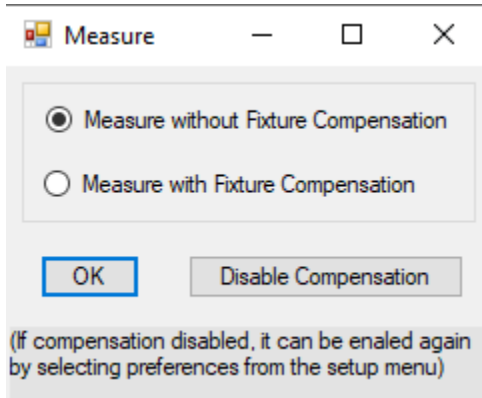 Measure
Measure without Fixture Compensation
Measure with Fixture Compensation
OK
Disable Compensation
(If compensation disabled, it can be enaled again
by selecting preferences from the setup menu)